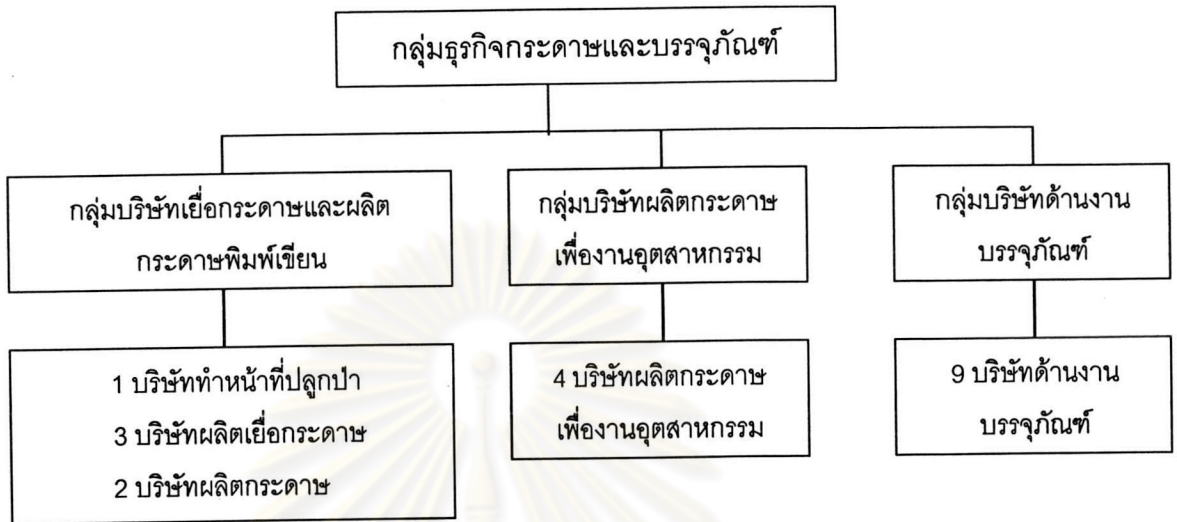 กลุ่มธุรกิจกระดาษและบรรจุภัณฑ์
กลุ่มบริษัทเยื่อกระดาษและผลิต
กระดาษพิมพ์เขียน
กลุ่มบริษัทผลิตกระดาษ
เพื่องานอุตสาหกรรม
กลุ่มบริษัทด้านงาน
บรรจุภัณฑ์
1 บริษัททำหน้าที่ปลูกป่า
3 บริษัทผลิตเยื่อกระดาษ
2 บริษัทผลิตกระดาษ
4 บริษัทผลิตกระดาษ
เพื่องานอุตสาหกรรม
9 บริษัทด้านงาน
บรรจุภัณฑ์